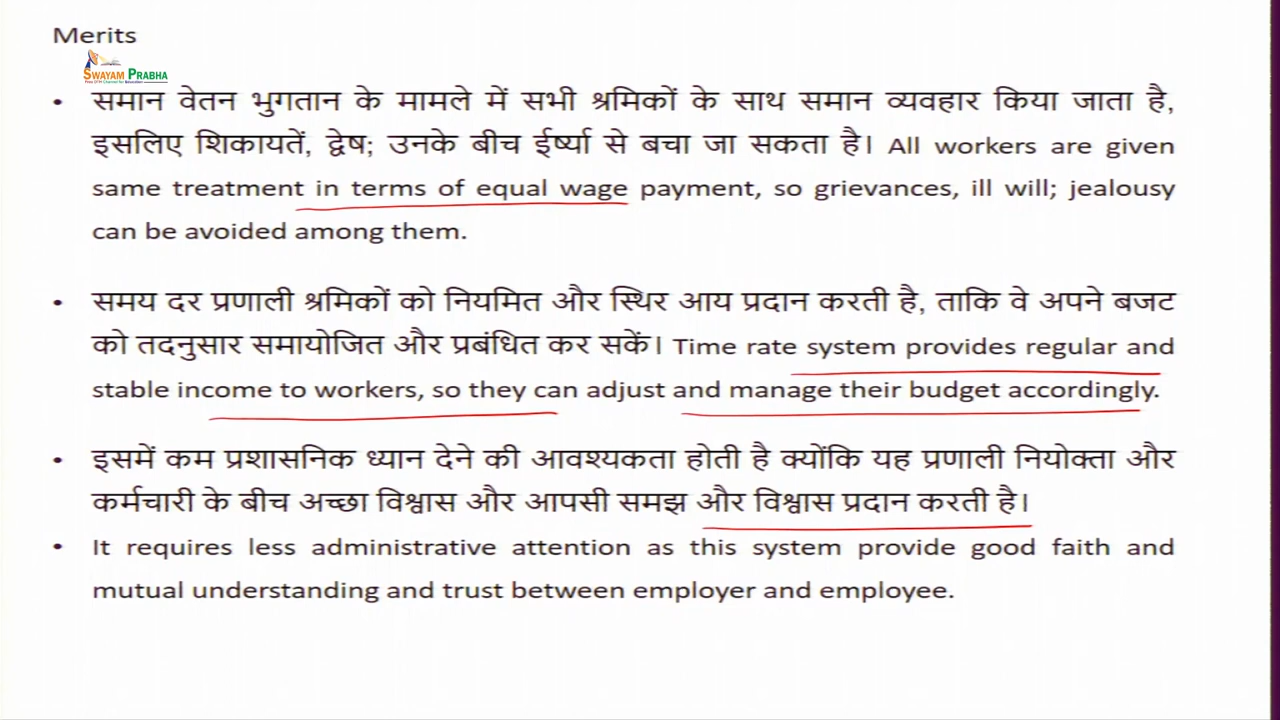 Merits
SWAYAM PRABHA
• समान वेतन भुगतान के मामले में सभी श्रमिकों के साथ समान व्यवहार किया जाता है,
इसलिए शिकायतें, द्वेष; उनके बीच ईर्ष्या से बचा जा सकता है। All workers are given
same treatment in terms of equal wage payment, so grievances, ill will; jealousy
can be avoided among them.
• समय दर प्रणाली श्रमिकों को नियमित और स्थिर आय प्रदान करती है, ताकि वे अपने बजट
को तदनुसार समायोजित और प्रबंधित कर सकें। Time rate system provides regular and
stable income to workers, so they can adjust and manage their budget accordingly.
• इसमें कम प्रशासनिक ध्यान देने की आवश्यकता होती है क्योंकि यह प्रणाली नियोक्ता और
कर्मचारी के बीच अच्छा विश्वास और आपसी समझ और विश्वास प्रदान करती है।
• It requires less administrative attention as this system provide good faith and
mutual understanding and trust between employer and employee.